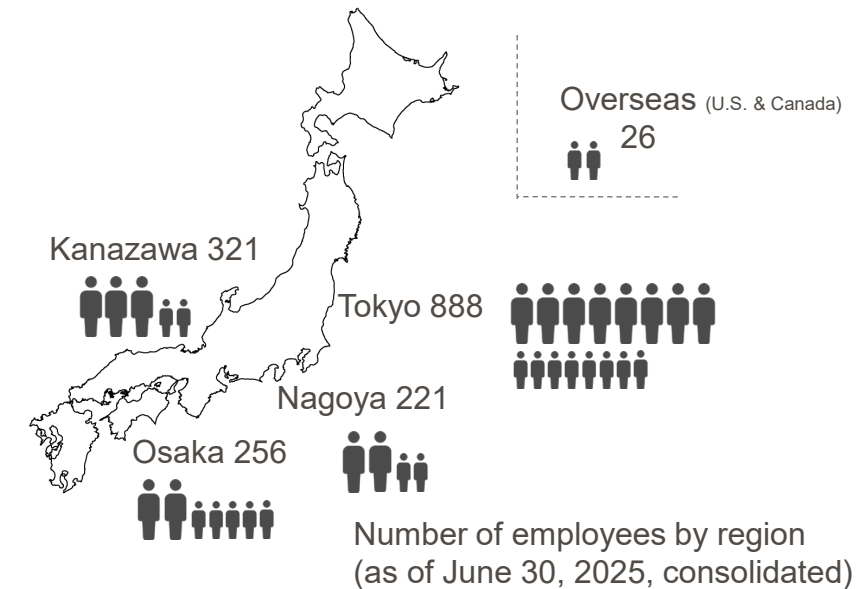 Overseas (U.S. & Canada)
26
Kanazawa 321
Tokyo 888
Nagoya 221
Osaka 256
Number of employees by region
(as of June 30, 2025, consolidated)